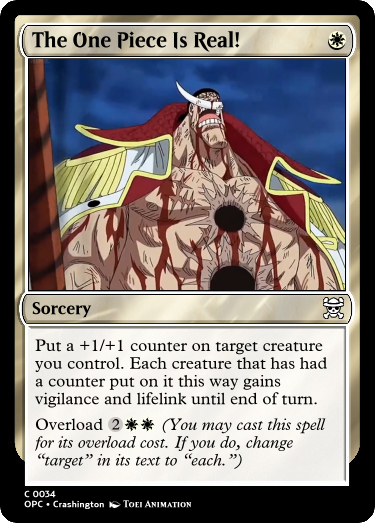 The One Piece Is Real!
Sorcery
Put a +1/+1 counter on target creature
you control. Each creature that has had
a counter put on it this way gains
vigilance and lifelink until end of turn.
Overload 2 (You may cast this spell
for its overload cost. If you do, change
“target” in its text to “each.”)
C 0034
OPC • Crashington TOEI ANIMATION